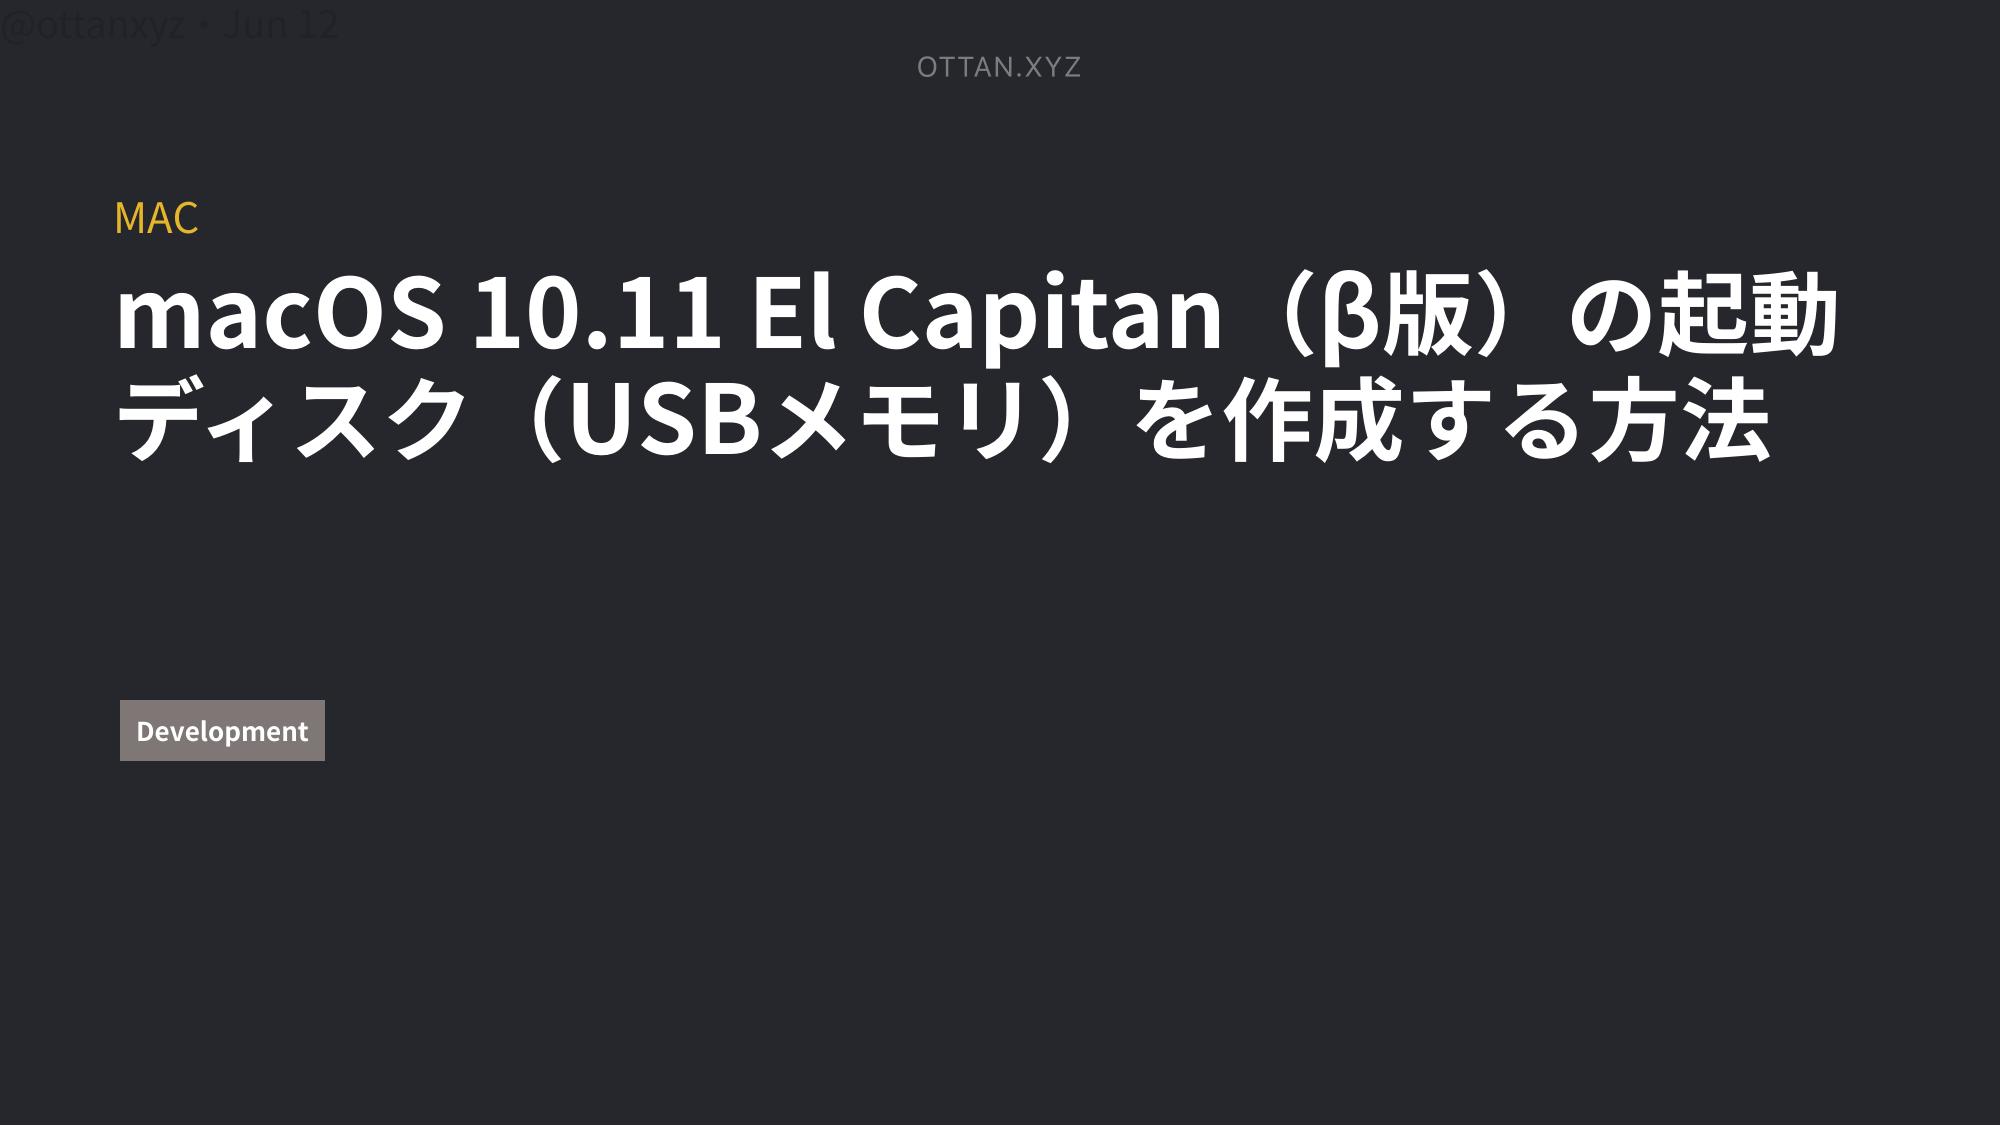 @ottanxyz・Jun 12
OTTAN.XYZ
MAC
macOS 10.11 El Capitan（β版）の起動
ディスク（USBメモリ）を作成する方法
Development